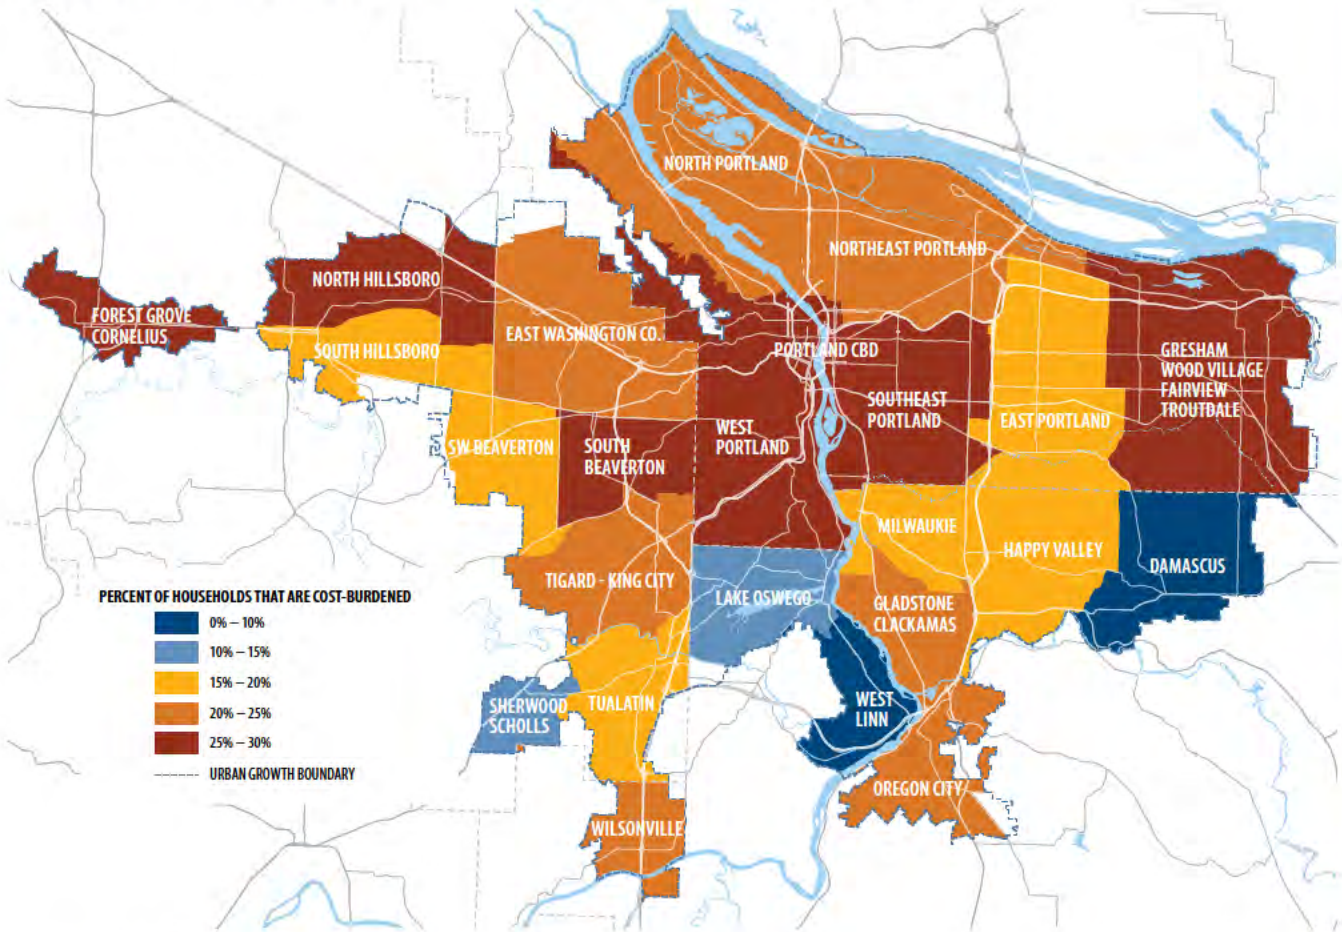 NORTH PORTLAND
NORTHEAST PORTLAND
NORTH HILLSBORO
FOREST GROVE
CORNELIUS
EAST WASHINGTON CO.
SOUTH HILLSBORO
PORTLAND CBD
GRESHAM
WOOD VILLAGE
FAIRVIEW
TROUTDALE
SOUTHEAST
PORTLAND
EAST PORTLAND
WEST
PORTLAND
SW BEAVERTON
SOUTH
BEAVERTON
MILWAUKIE
HAPPY VALLEY
DAMASCUS
TIGARD - KING CITY
LAKE OSWEGO
GLADSTONE
CLACKAMAS
PERCENT OF HOUSEHOLDS THAT ARE COST-BURDENED
0% – 10%
10% – 15%
15% – 20%
20% – 25%
25% – 30%
URBAN GROWTH BOUNDARY
SHERWOOD
SCHOLLS
TUALATIN
WEST
LINN
OREGON CITY
WILSONVILLE